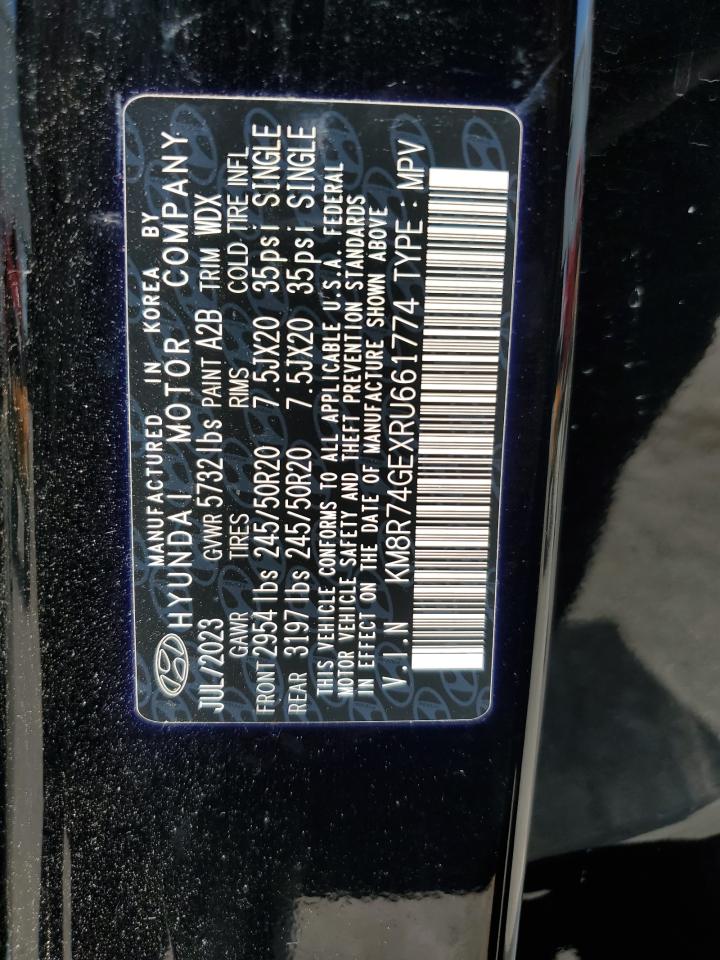 MANUFACTURED IN KOREA BY
HYUNDAI MOTOR COMPANY
JUL/2023 GVWR 5732lbs PAINT A2B TRIM WDX
GAWR TIRES RIMS COLD TIRE INFL
FRONT 2954lbs 245/50R20 7.5JX20 35psi SINGLE
REAR 3197lbs 245/50R20 7.5JX20 35psi SINGLE
THIS VEHICLE CONFORMS TO ALL APPLICABLE U.S.A. FEDERAL
MOTOR VEHICLE SAFETY AND THEFT PREVENTION STANDARDS
IN EFFECT ON THE DATE OF MANUFACTURE SHOWN ABOVE
V.I.N KM8R74GEXRU661774 TYPE : MPV